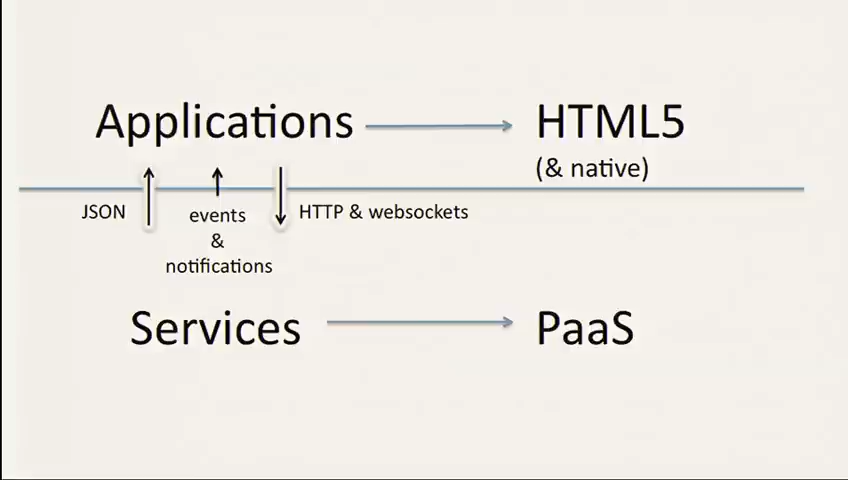 Applications
HTML5
(& native)
JSON
events
&
notifications
HTTP & websockets
Services
PaaS